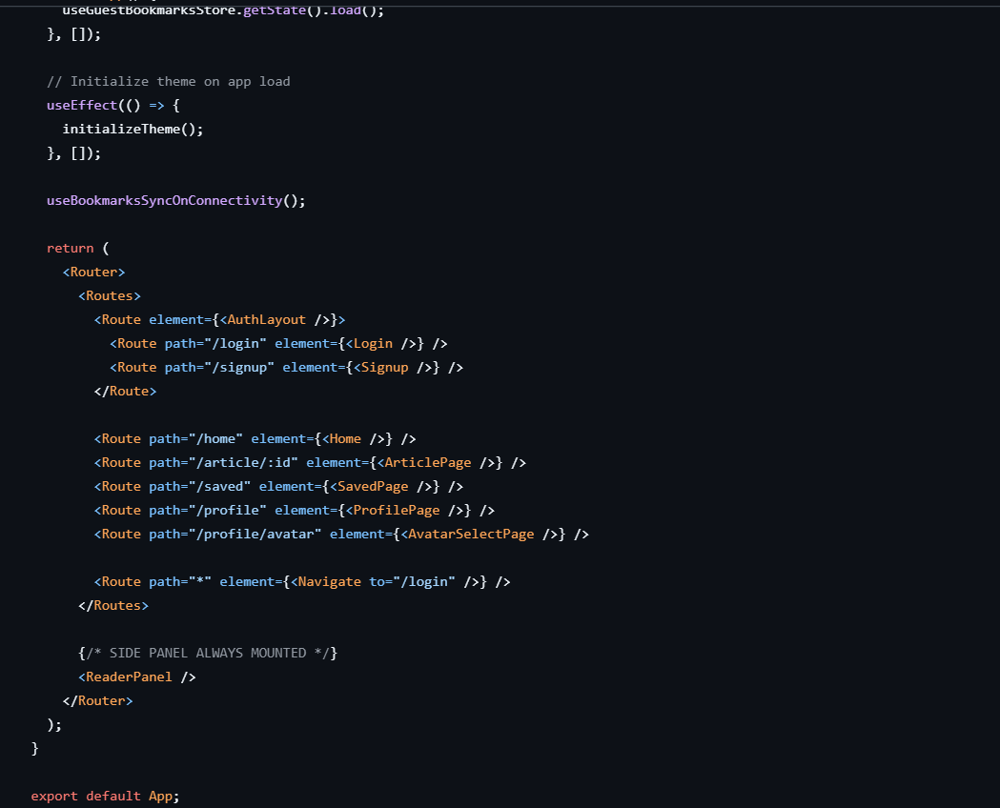 useGuestBookmarksStore.getState().load();
}, []);
// Initialize theme on app load
useEffect(() => {
initializeTheme();
}, []);
useBookmarksSyncOnConnectivity();
return (
<Router>
<Routes>
<Route element={<AuthLayout />}>
<Route path="/login" element={<Login />} />
<Route path="/signup" element={<Signup />} />
</Route>
<Route path="/home" element={<Home />} />
<Route path="/article/:id" element={<ArticlePage />} />
<Route path="/saved" element={<SavedPage />} />
<Route path="/profile" element={<ProfilePage />} />
<Route path="/profile/avatar" element={<AvatarSelectPage />} />
<Route path="*" element={<Navigate to="/login" />} />
</Routes>
{/* SIDE PANEL ALWAYS MOUNTED */}
<ReaderPanel />
</Router>
);
}
export default App;